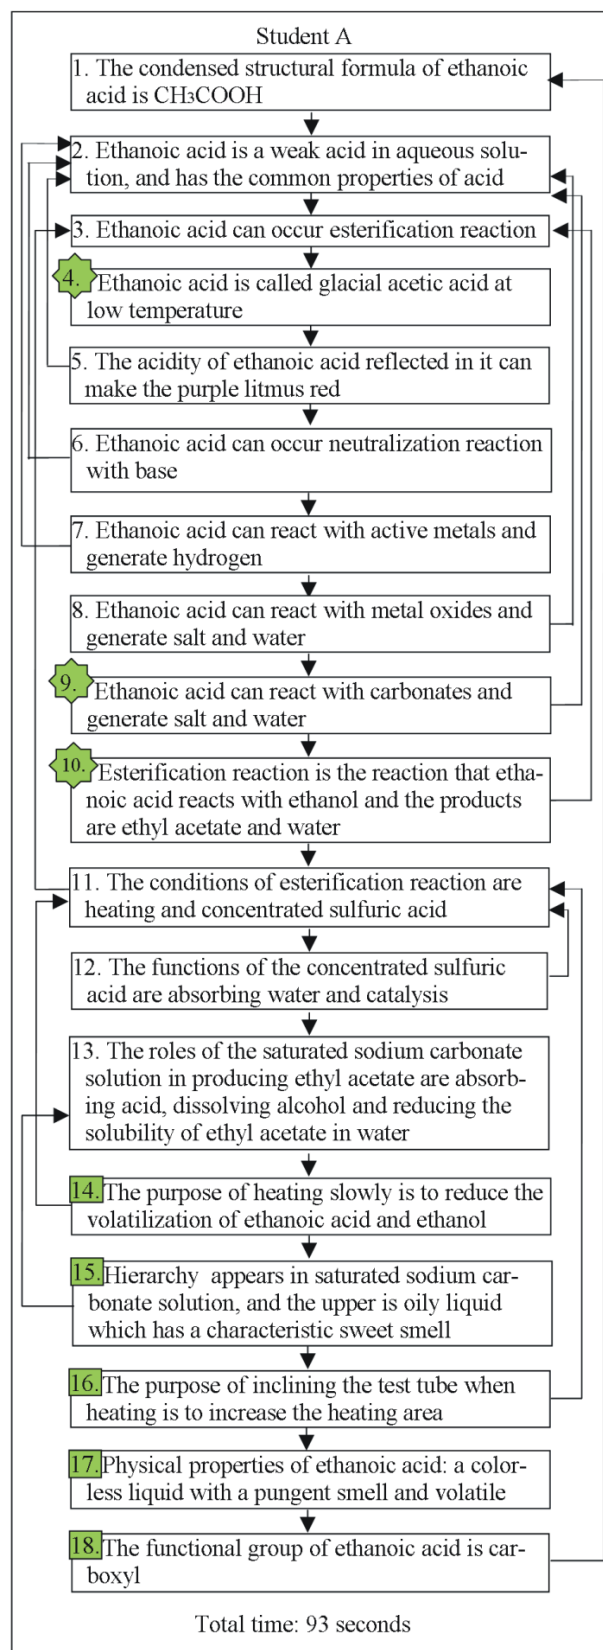 Student A
1. The condensed structural formula of ethanoic
acid is CH₃COOH
2. Ethanoic acid is a weak acid in aqueous solu-
tion, and has the common properties of acid
3. Ethanoic acid can occur esterification reaction
4. Ethanoic acid is called glacial acetic acid at
low temperature
5. The acidity of ethanoic acid reflected in it can
make the purple litmus red
6. Ethanoic acid can occur neutralization reaction
with base
7. Ethanoic acid can react with active metals and
generate hydrogen
8. Ethanoic acid can react with metal oxides and
generate salt and water
9. Ethanoic acid can react with carbonates and
generate salt and water
10. Esterification reaction is the reaction that etha-
noic acid reacts with ethanol and the products
are ethyl acetate and water
11. The conditions of esterification reaction are
heating and concentrated sulfuric acid
12. The functions of the concentrated sulfuric
acid are absorbing water and catalysis
13. The roles of the saturated sodium carbonate
solution in producing ethyl acetate are absorb-
ing acid, dissolving alcohol and reducing the
solubility of ethyl acetate in water
14. The purpose of heating slowly is to reduce the
volatilization of ethanoic acid and ethanol
15. Hierarchy appears in saturated sodium car-
bonate solution, and the upper is oily liquid
which has a characteristic sweet smell
16. The purpose of inclining the test tube when
heating is to increase the heating area
17. Physical properties of ethanoic acid: a color-
less liquid with a pungent smell and volatile
18. The functional group of ethanoic acid is car-
boxyl
Total time: 93 seconds